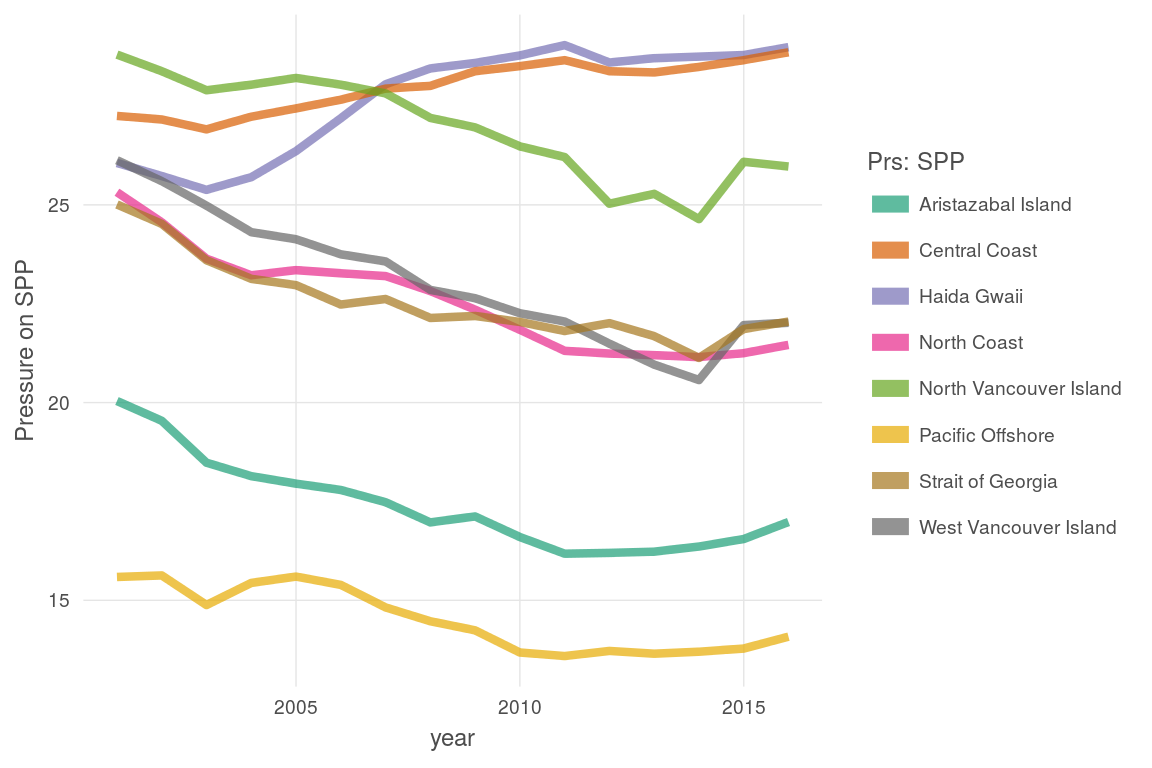 Pressure on SPP
25
20
15
2005
2010
2015
year
Prs: SPP
Aristazabal Island
Central Coast
Haida Gwaii
North Coast
North Vancouver Island
Pacific Offshore
Strait of Georgia
West Vancouver Island